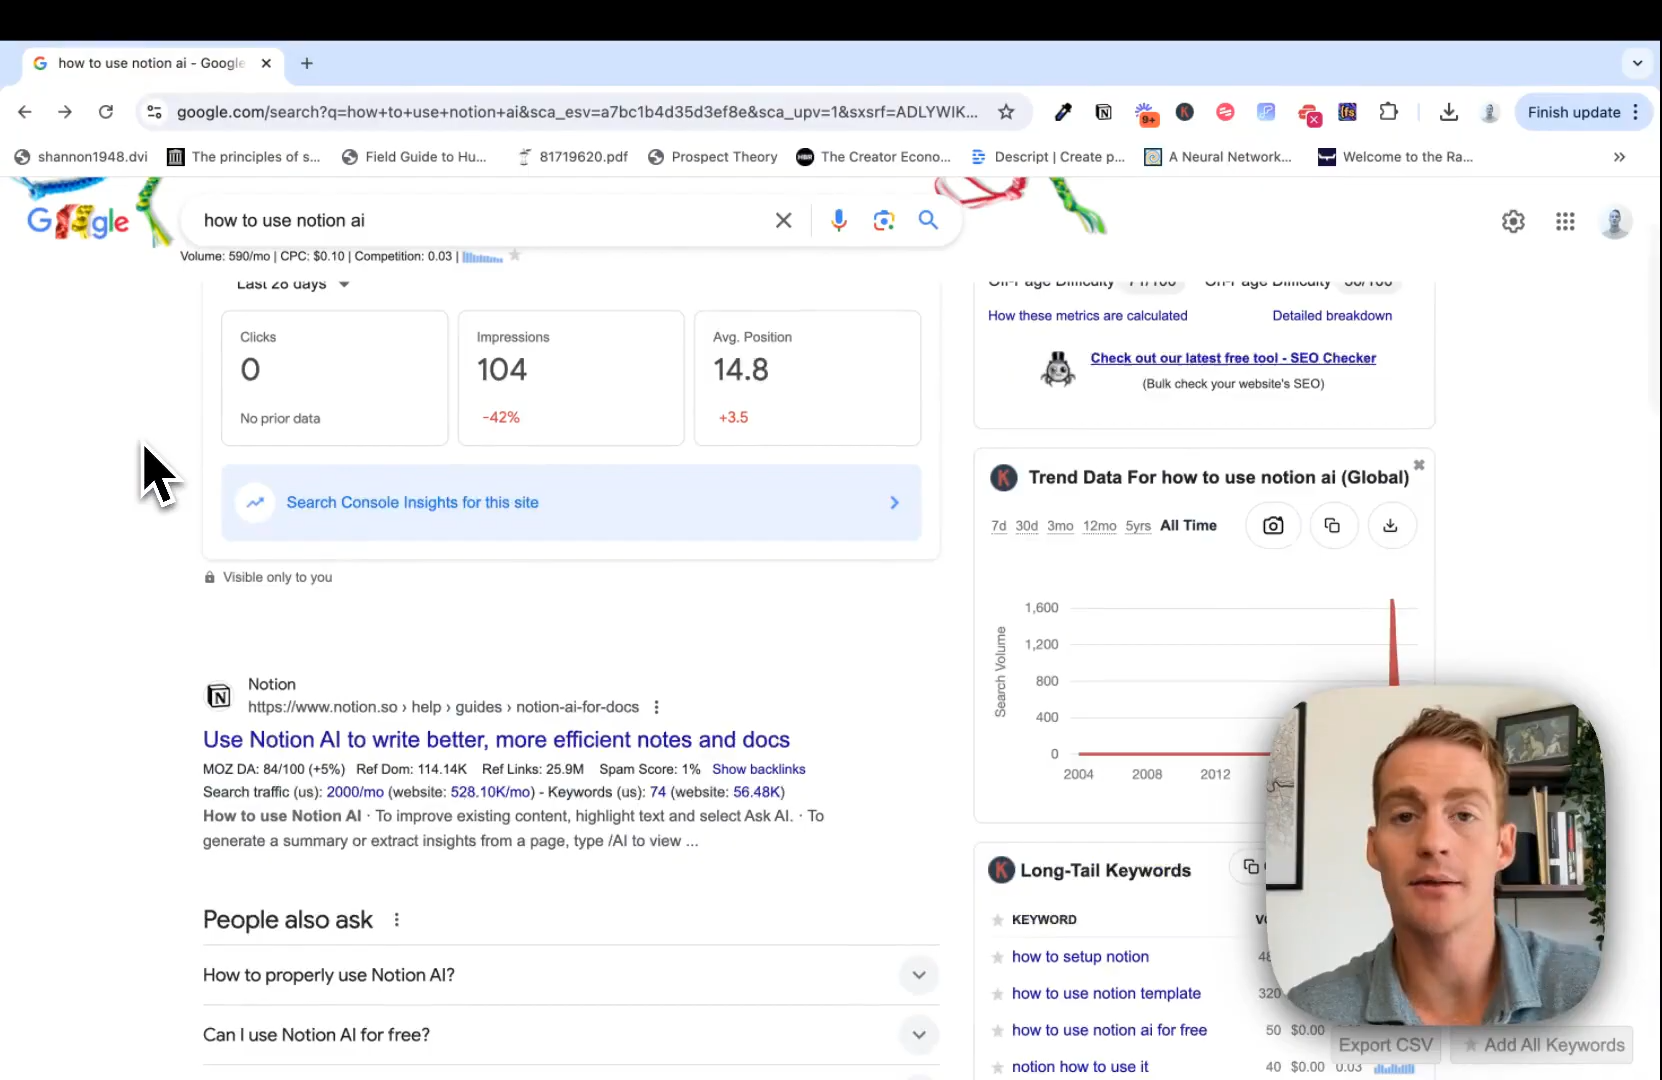 how to use notion ai - Google
google.com/search?q=how+to+use+notion+ai&sca_esv=a7bc1b4d35d3ef8e&sca_upv=1&sxsrf=ADLYWIK...
9+
Finish update
shannon1948.dvi
The principles of s...
Field Guide to Hu...
81719620.pdf
Prospect Theory
HBR
The Creator Econo...
Descript | Create p...
A Neural Network...
Welcome to the Ra...
Google
how to use notion ai
Volume: 590/mo | CPC: $0.10 | Competition: 0.03 |
Last 28 days
Clicks
0
No prior data
Impressions
104
-42%
Avg. Position
14.8
+3.5
Search Console Insights for this site
Visible only to you
Notion
https://www.notion.so › help › guides › notion-ai-for-docs
Use Notion AI to write better, more efficient notes and docs
MOZ DA: 84/100 (+5%) Ref Dom: 114.14K Ref Links: 25.9M Spam Score: 1% Show backlinks
Search traffic (us): 2000/mo (website: 528.10K/mo) - Keywords (us): 74 (website: 56.48K)
How to use Notion AI · To improve existing content, highlight text and select Ask AI. · To
generate a summary or extract insights from a page, type /AI to view ...
People also ask
How to properly use Notion AI?
Can I use Notion AI for free?
Off-Page Difficulty
On-Page Difficulty
How these metrics are calculated
Detailed breakdown
Check out our latest free tool - SEO Checker
(Bulk check your website's SEO)
K
Trend Data For how to use notion ai (Global)
7d 30d 3mo 12mo 5yrs All Time
Search Volume
1,600
1,200
800
400
0
2004 2008 2012
K
Long-Tail Keywords
KEYWORD
how to setup notion
how to use notion template 320
how to use notion ai for free 50 $0.00
notion how to use it 40 $0.00 0.03
Export CSV
Add All Keywords